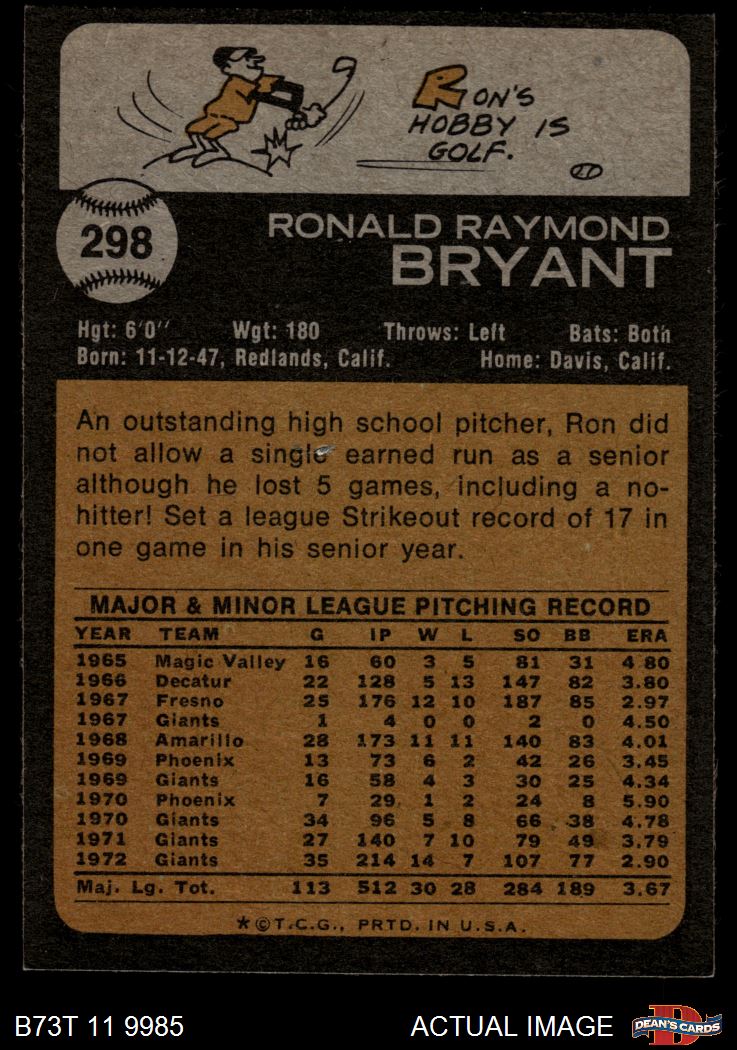 RON'S
HOBBY IS
GOLF.
298
RONALD RAYMOND
BRYANT
Hgt: 6'0" Wgt: 180 Throws: Left Bats: Both
Born: 11-12-47, Redlands, Calif. Home: Davis, Calif.
An outstanding high school pitcher, Ron did
not allow a single earned run as a senior
although he lost 5 games, including a no-
hitter! Set a league Strikeout record of 17 in
one game in his senior year.
MAJOR & MINOR LEAGUE PITCHING RECORD
YEAR TEAM G IP W L SO BB ERA
1965 Magic Valley 16 60 3 5 81 31 4.80
1966 Decatur 22 128 5 13 147 82 3.80
1967 Fresno 25 176 12 10 187 85 2.97
1967 Giants 1 4 0 0 2 0 4.50
1968 Amarillo 28 173 11 11 140 83 4.01
1969 Phoenix 13 73 6 2 42 26 3.45
1969 Giants 16 58 4 3 30 25 4.34
1970 Phoenix 7 29 1 2 24 8 5.90
1970 Giants 34 96 5 8 66 38 4.78
1971 Giants 27 140 7 10 79 49 3.79
1972 Giants 35 214 14 7 107 77 2.90
Maj. Lg. Tot. 113 512 30 28 284 189 3.67
*©T.C.G., PRTD. IN U.S.A.
B73T 11 9985 ACTUAL IMAGE DEAN'S CARDS